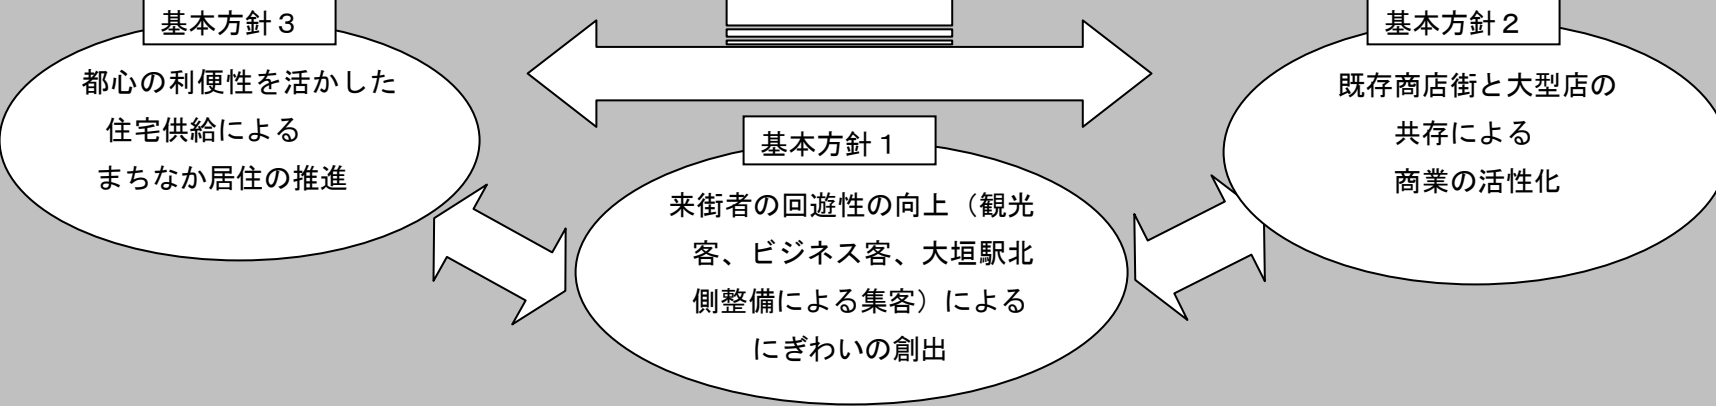 基本方針３
都心の利便性を活かした
住宅供給による
まちなか居住の推進
基本方針２
既存商店街と大型店の
共存による
商業の活性化
基本方針１
来街者の回遊性の向上（観光
客、ビジネス客、大垣駅北
側整備による集客）による
にぎわいの創出